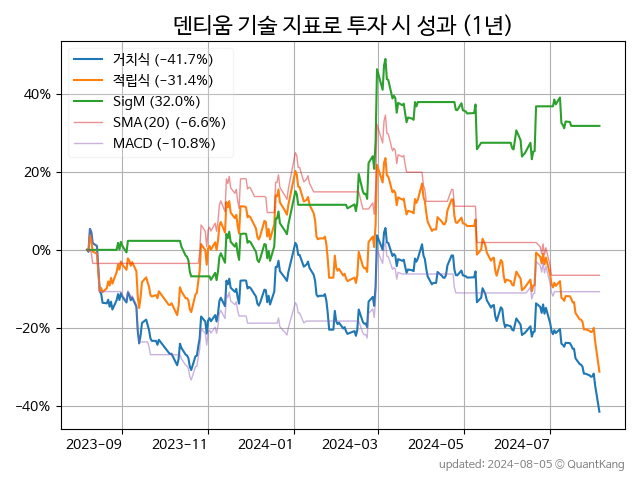 덴티움 기술 지표로 투자 시 성과 (1년)
거치식 (−41.7%)
적립식 (−31.4%)
SigM (32.0%)
SMA(20) (−6.6%)
MACD (−10.8%)
40%
20%
0%
−20%
−40%
2023-09 2023-11 2024-01 2024-03 2024-05 2024-07
updated: 2024-08-05 © QuantKang